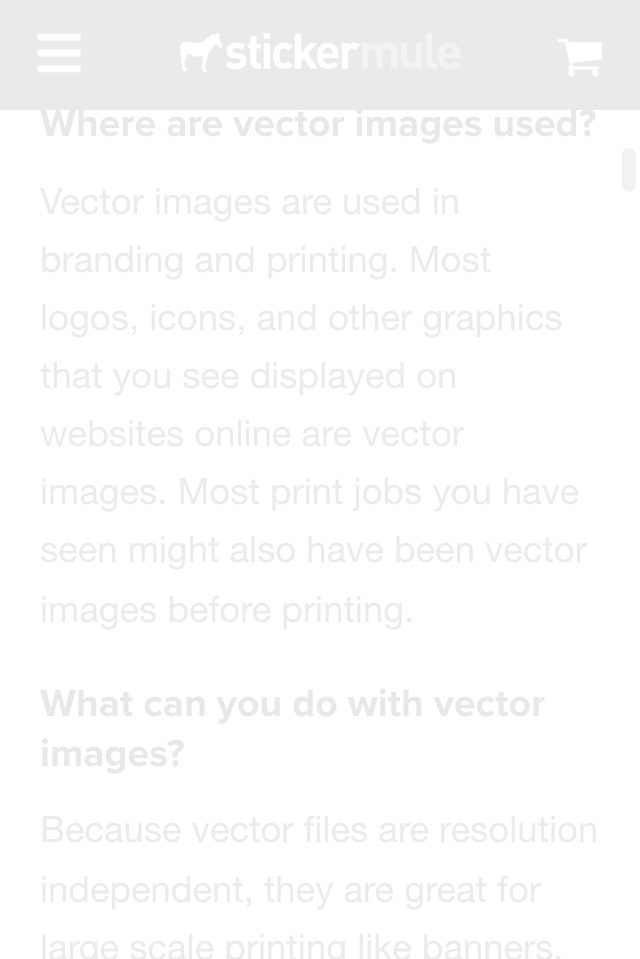 stickermule
Where are vector images used?
Vector images are used in
branding and printing. Most
logos, icons, and other graphics
that you see displayed on
websites online are vector
images. Most print jobs you have
seen might also have been vector
images before printing.
What can you do with vector
images?
Because vector files are resolution
independent, they are great for
large scale printing like banners,